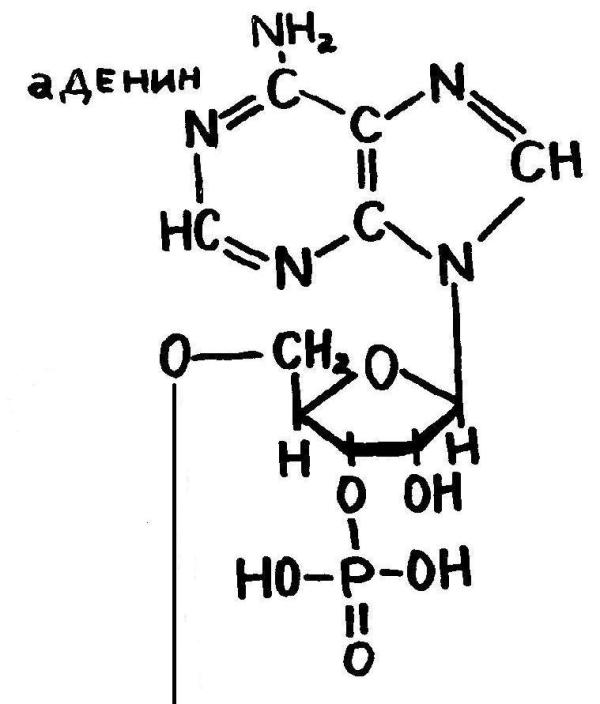 NH₂
аденин
N C C N CH
HC N C N
O CH₂ O
H H
O OH
HO P OH
O